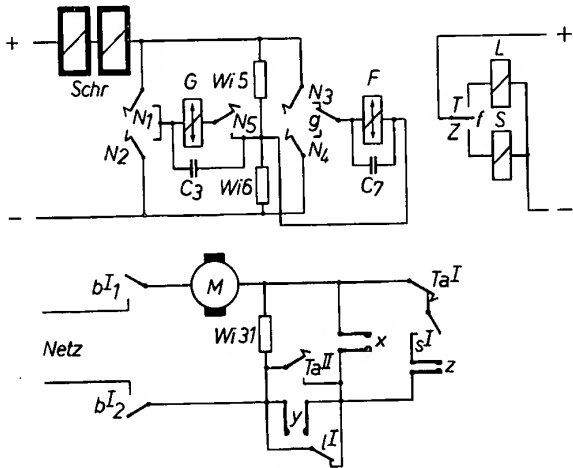 +
Schr
G
Wi5
N3
F
L
+
N1
N5
g
T
Z
f
S
N2
N4
C3
Wi6
C7
−
−
bI1
M
TaI
Netz
Wi31
x
sI
z
TaII
bI2
y
lI